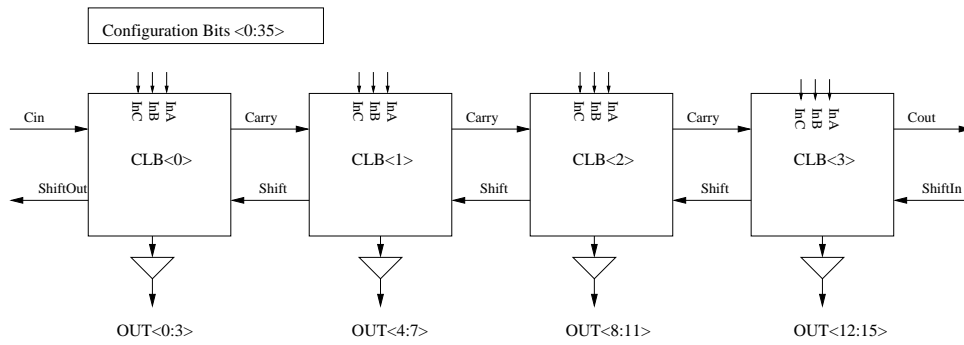 Configuration Bits <0:35>
InC InB InA
InC InB InA
InC InB InA
InC InB InA
Cin
Carry
Carry
Carry
Cout
CLB<0>
CLB<1>
CLB<2>
CLB<3>
ShiftOut
Shift
Shift
Shift
ShiftIn
OUT<0:3>
OUT<4:7>
OUT<8:11>
OUT<12:15>